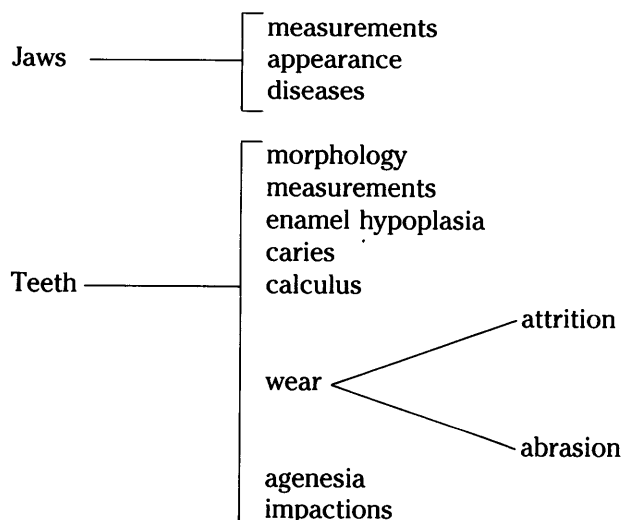 measurements
Jaws appearance
diseases
morphology
measurements
enamel hypoplasia
caries
Teeth calculus
attrition
wear
abrasion
agenesia
impactions